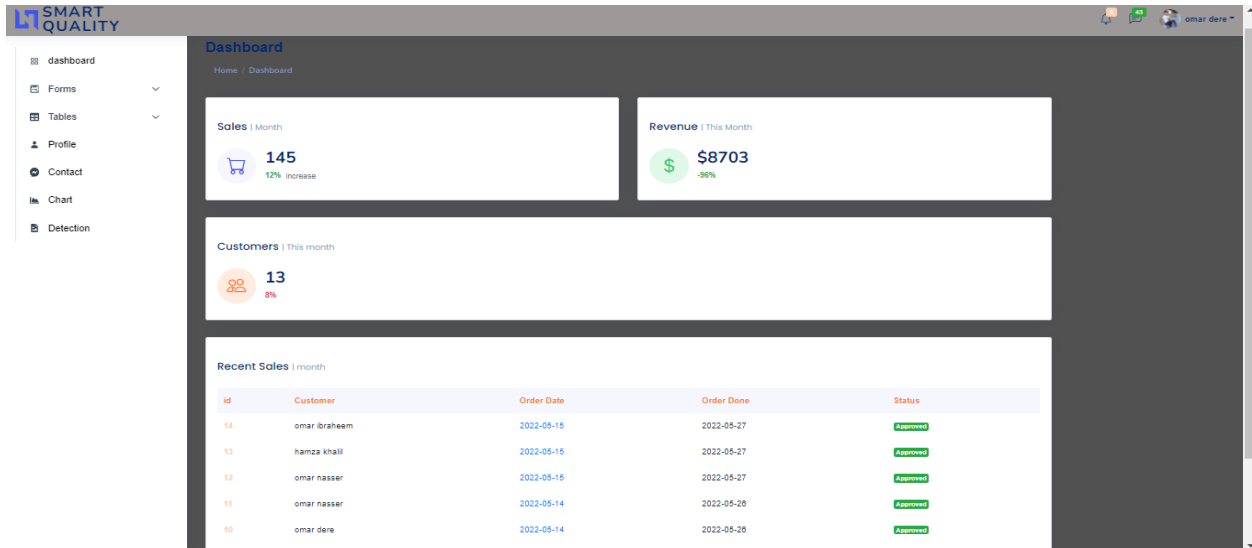 SMART
QUALITY
43
omar dere
dashboard
Forms
Tables
Profile
Contact
Chart
Detection
Dashboard
Home / Dashboard
Sales | Month
145
12% increase
Revenue | This Month
$ $8703
-96%
Customers | This month
13
8%
Recent Sales | month
id Customer Order Date Order Done Status
14 omar ibraheem 2022-05-15 2022-05-27 Approved
13 hamza khalil 2022-05-15 2022-05-27 Approved
12 omar nasser 2022-05-15 2022-05-27 Approved
11 omar nasser 2022-05-14 2022-05-26 Approved
10 omar dere 2022-05-14 2022-05-26 Approved